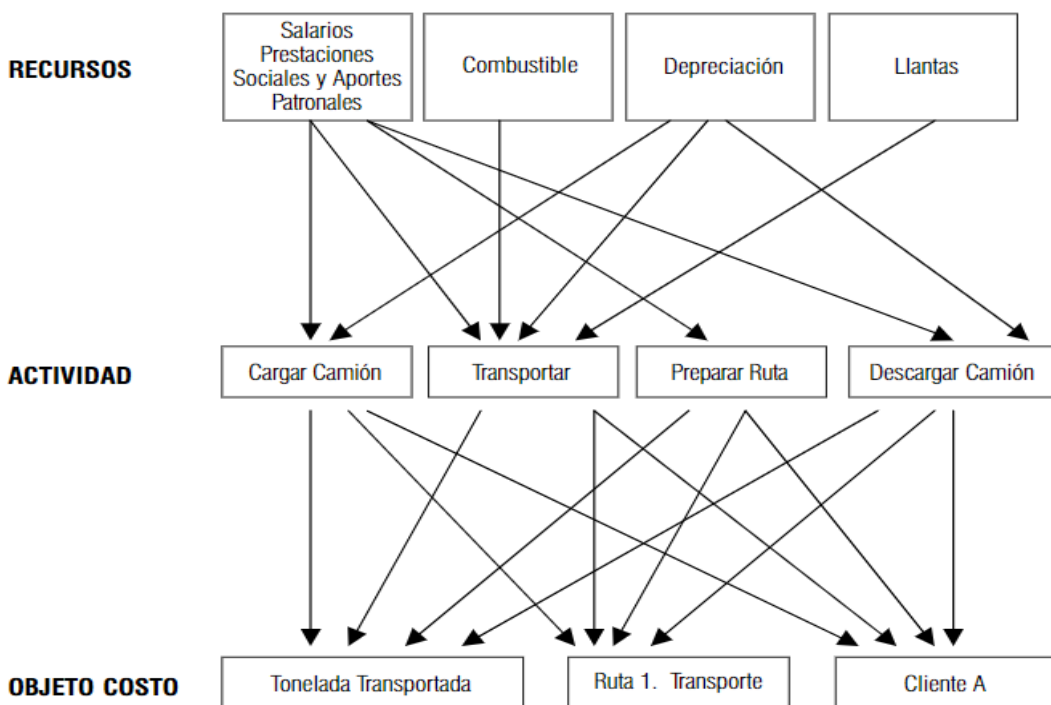 RECURSOS
Salarios
Prestaciones
Sociales y Aportes
Patronales
Combustible
Depreciación
Llantas
ACTIVIDAD
Cargar Camión
Transportar
Preparar Ruta
Descargar Camión
OBJETO COSTO
Tonelada Transportada
Ruta 1. Transporte
Cliente A